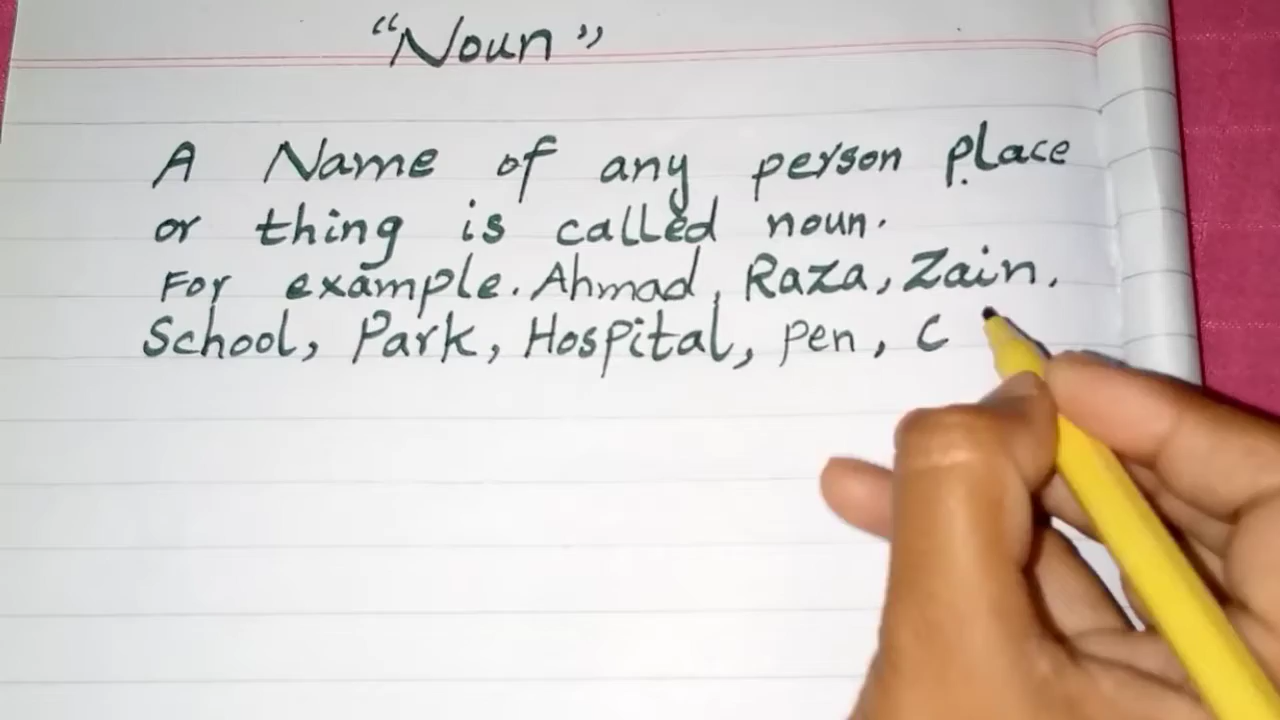 "Noun"
A Name of any person place
or thing is called noun.
For example. Ahmad, Raza, Zain.
School, Park, Hospital, pen, C